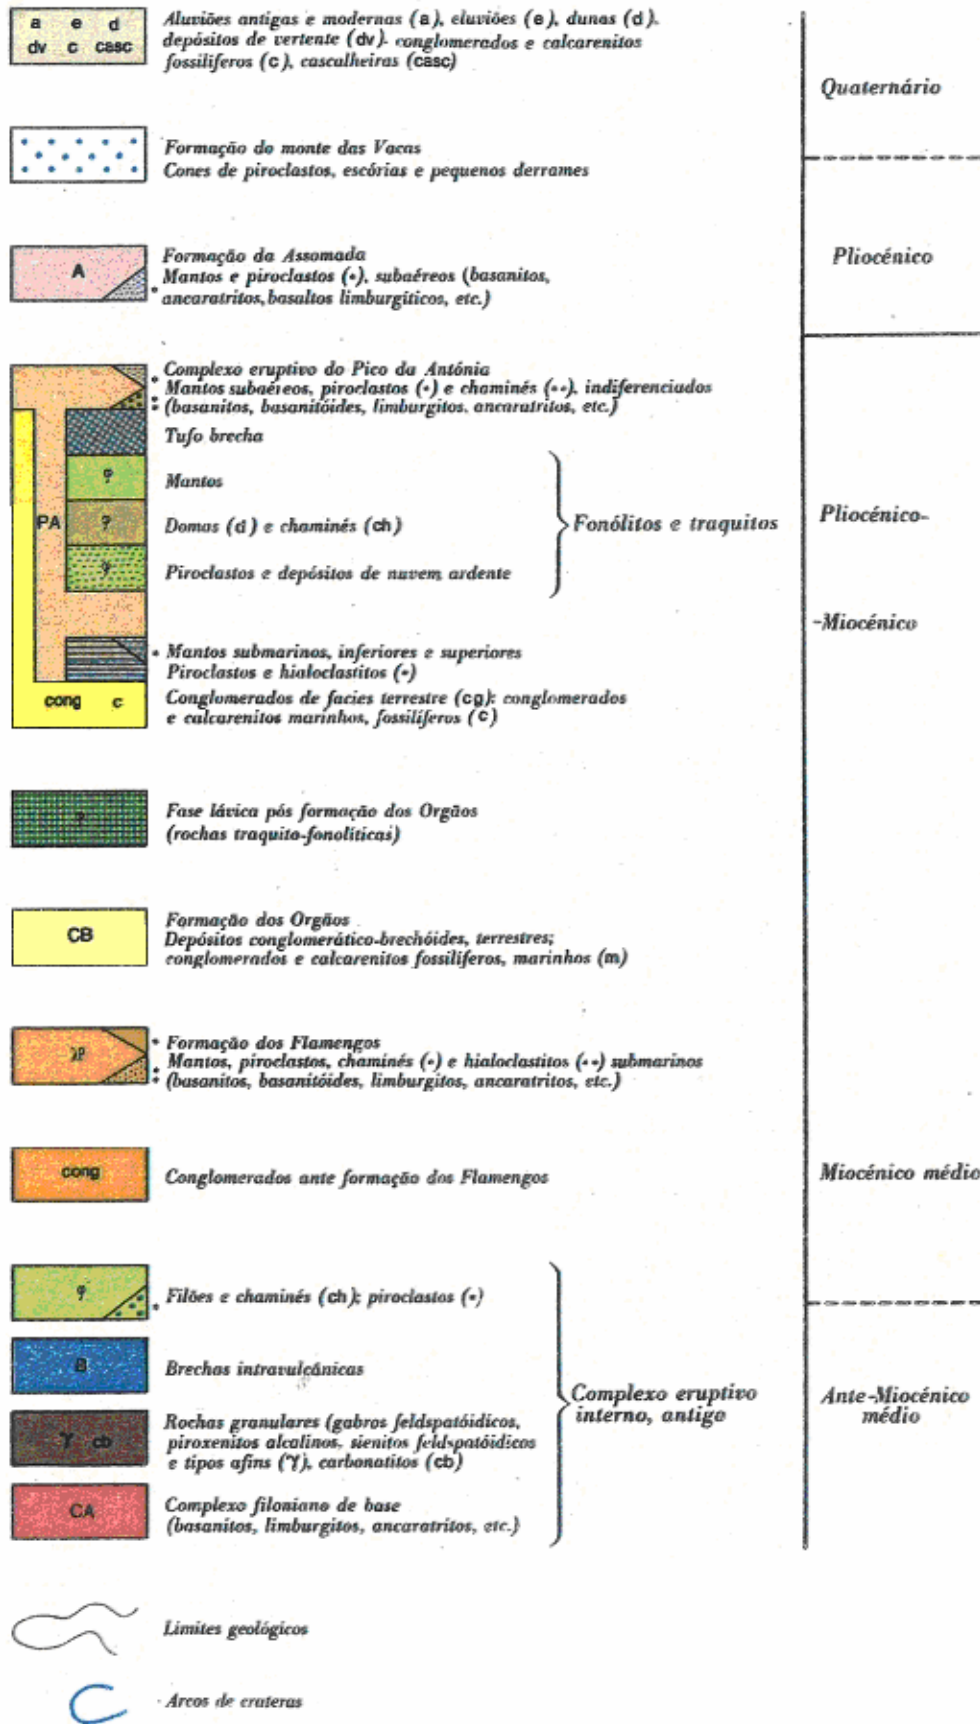 a e d
dv c casc
Aluviões antigas e modernas (a), eluviões (e), dunas (d).
depósitos de vertente (dv). conglomerados e calcarenitos
fossilíferos (c), cascalheiras (casc)
Quaternário
Formação do monte das Vacas
Cones de piroclastos, escórias e pequenos derrames
A
Formação da Assomada
Mantos e piroclastos (•), subaéreos (basanitos,
ancaratritos, basaltos limburgíticos, etc.)
Pliocénico
Complexo eruptivo do Pico da Antónia
Mantos subaéreos, piroclastos (•) e chaminés (••), indiferenciados
(basanitos, basanitóides, limburgitos. ancaratritos, etc.)
Tufo brecha
Mantos
PA
Domas (d) e chaminés (ch)
Fonólitos e traquitos
Pliocénico-
Piroclastos e depósitos de nuvem ardente
-Miocénico
Mantos submarinos, inferiores e superiores
Piroclastos e hialoclastitos (•)
cong c
Conglomerados de facies terrestre (cg); conglomerados
e calcarenitos marinhos, fossilíferos (c)
Fase lávica pós formação dos Orgãos
(rochas traquito-fonolíticas)
CB
Formação dos Orgãos
Depósitos conglomerático-brechóides, terrestres;
conglomerados e calcarenitos fossilíferos, marinhos (m)
Formação dos Flamengos
Mantos, piroclastos, chaminés (•) e hialoclastitos (••) submarinos
(basanitos, basanitóides, limburgitos, ancaratritos, etc.)
cong
Conglomerados ante formação dos Flamengos
Miocénico médio
φ
Filões e chaminés (ch); piroclastos (•)
B
Brechas intravulcânicas
Complexo eruptivo
interno, antigo
Ante-Miocénico
médio
γ cb
Rochas granulares (gabros feldspatóidicos,
piroxenitos alcalinos, sienitos feldspatóidicos
e tipos afins (γ), carbonatitos (cb)
CA
Complexo filoniano de base
(basanitos, limburgitos, ancaratritos, etc.)
Limites geológicos
Arcos de crateras